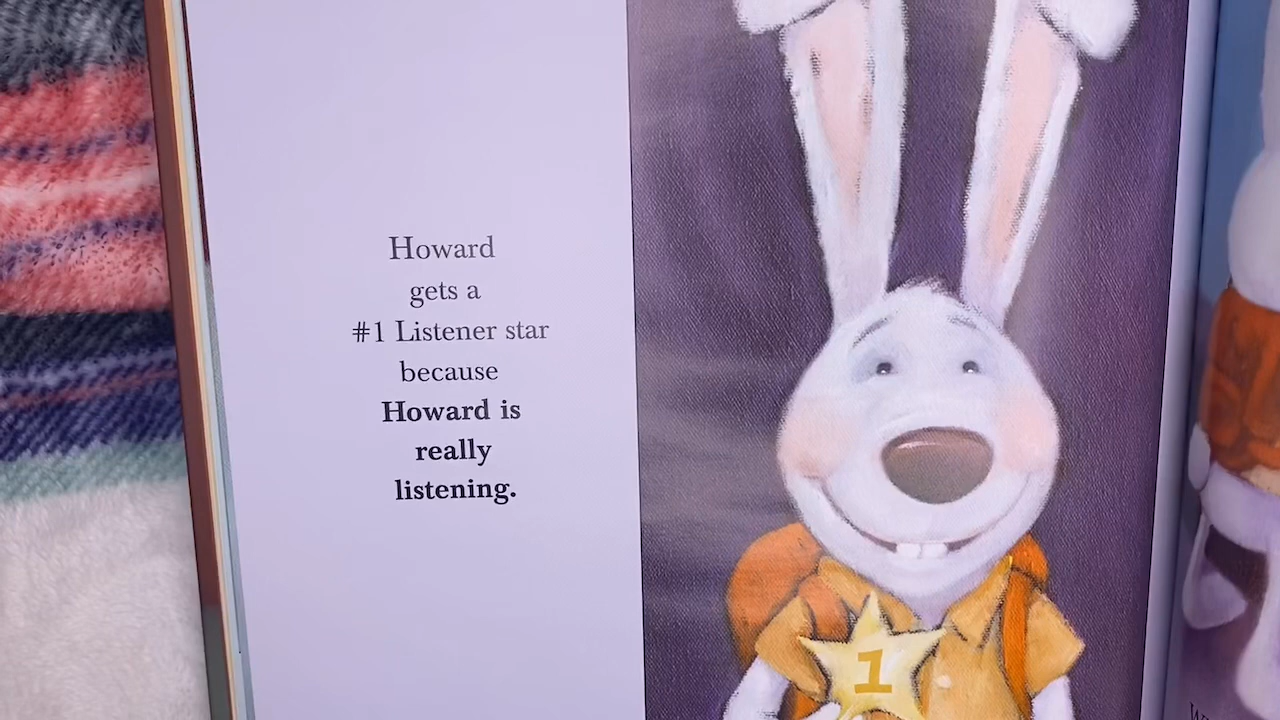 Howard
gets a
#1 Listener star
because
Howard is
really
listening.
1